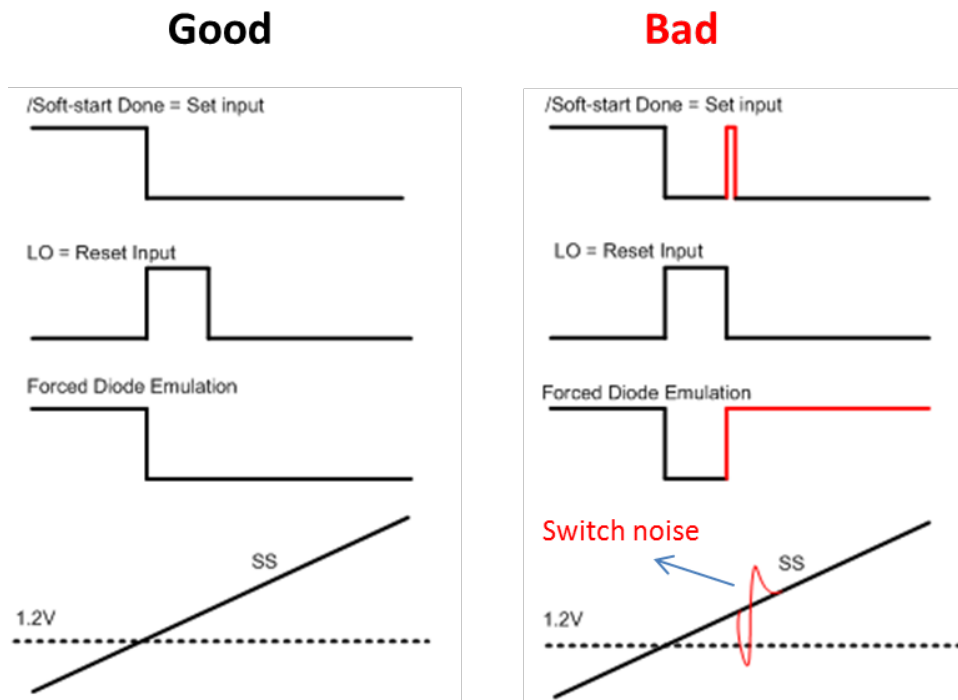 Good
/Soft-start Done = Set input
LO = Reset Input
Forced Diode Emulation
SS
1.2V
Bad
/Soft-start Done = Set input
LO = Reset Input
Forced Diode Emulation
Switch noise
SS
1.2V